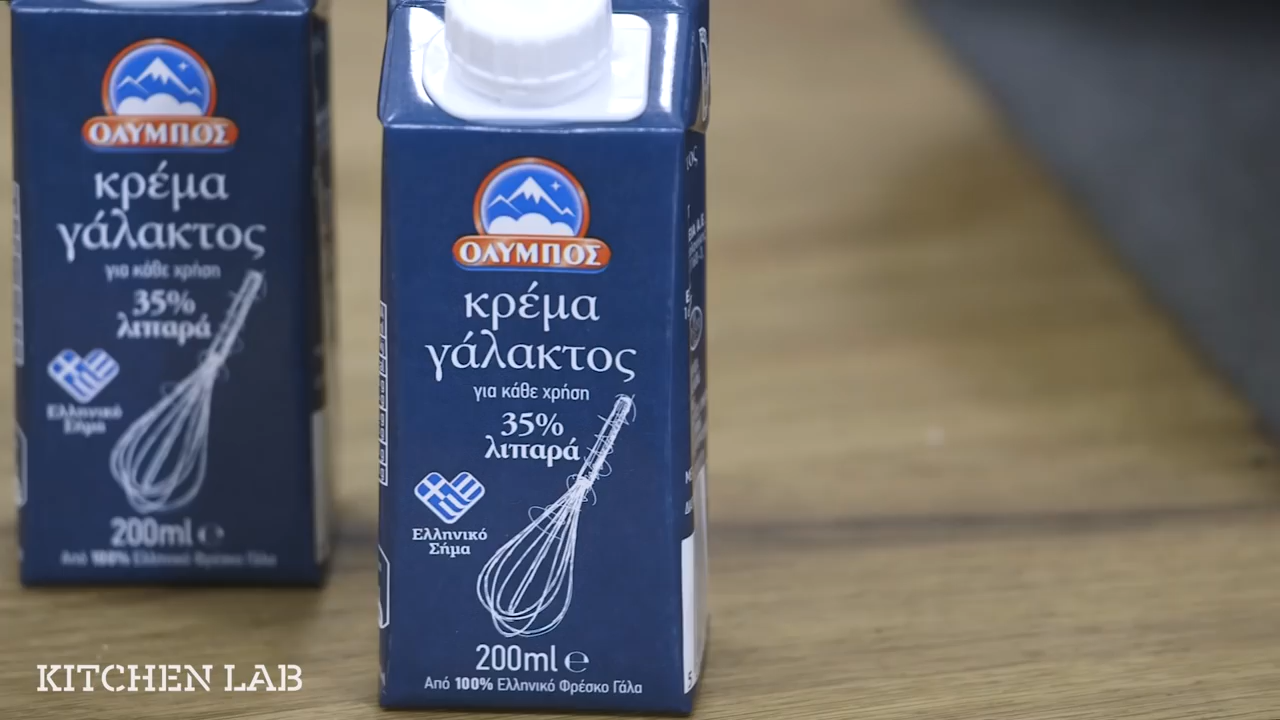 ΟΛΥΜΠΟΣ
κρέμα
γάλακτος
για κάθε χρήση
35%
λιπαρά
Ελληνικό
Σήμα
200ml e
Από 100% Ελληνικό Φρέσκο Γάλα
ΟΛΥΜΠΟΣ
κρέμα
γάλακτος
για κάθε χρήση
35%
λιπαρά
Ελληνικό
Σήμα
200ml e
Από 100% Ελληνικό Φρέσκο Γάλα
KITCHEN LAB